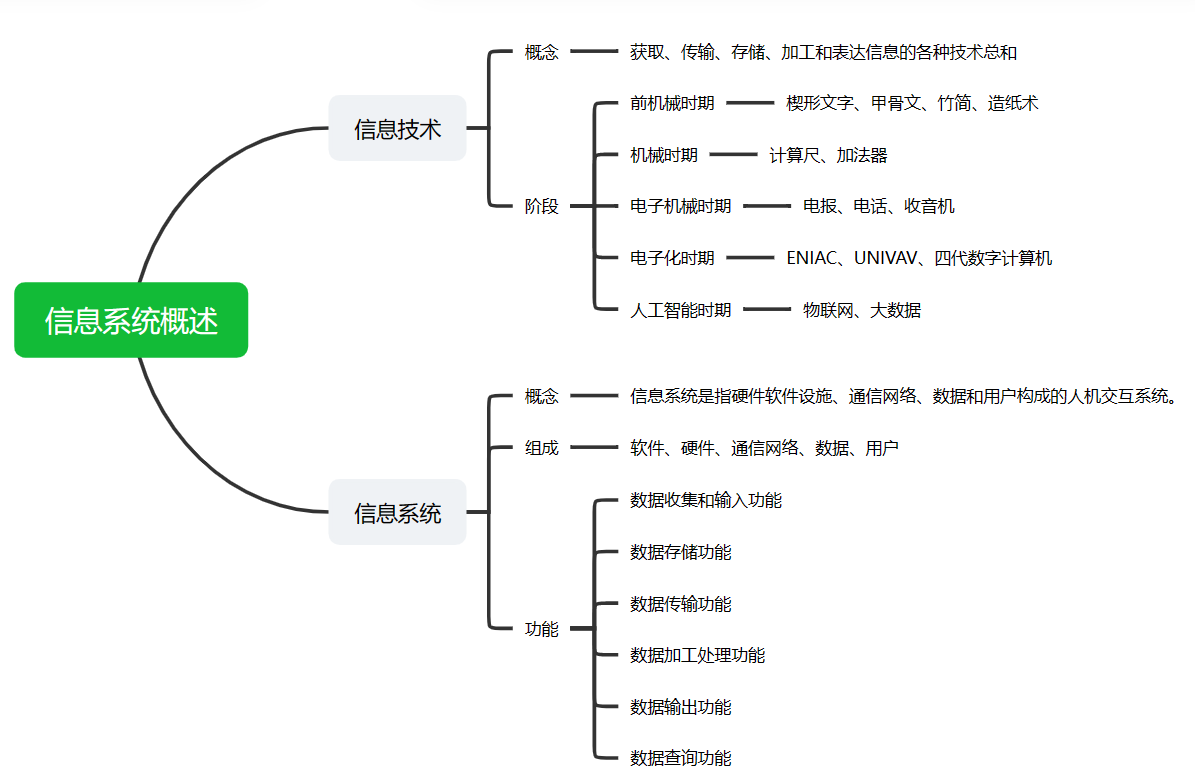 信息系统概述
信息技术
概念
获取、传输、存储、加工和表达信息的各种技术总和
阶段
前机械时期
楔形文字、甲骨文、竹简、造纸术
机械时期
计算尺、加法器
电子机械时期
电报、电话、收音机
电子化时期
ENIAC、UNIVAV、四代数字计算机
人工智能时期
物联网、大数据
信息系统
概念
信息系统是指硬件软件设施、通信网络、数据和用户构成的人机交互系统。
组成
软件、硬件、通信网络、数据、用户
功能
数据收集和输入功能
数据存储功能
数据传输功能
数据加工处理功能
数据输出功能
数据查询功能